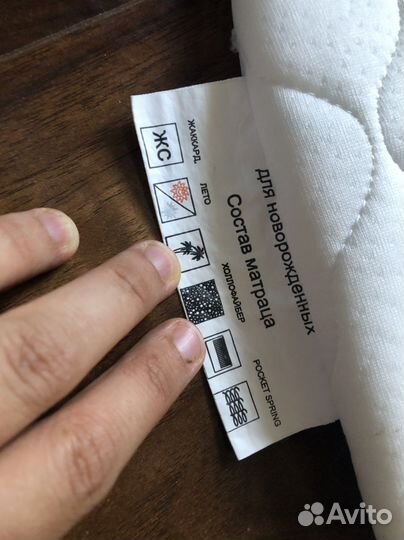 для новорожденных
Состав матраца
ЖАККАРД
ЖС
ЛЕТО
ХОЛЛОФАЙБЕР
POCKET SPRING
Avito